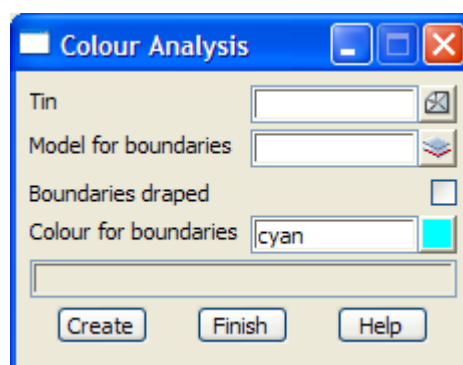 Colour Analysis
Tin
Model for boundaries
Boundaries draped
Colour for boundaries cyan
Create Finish Help